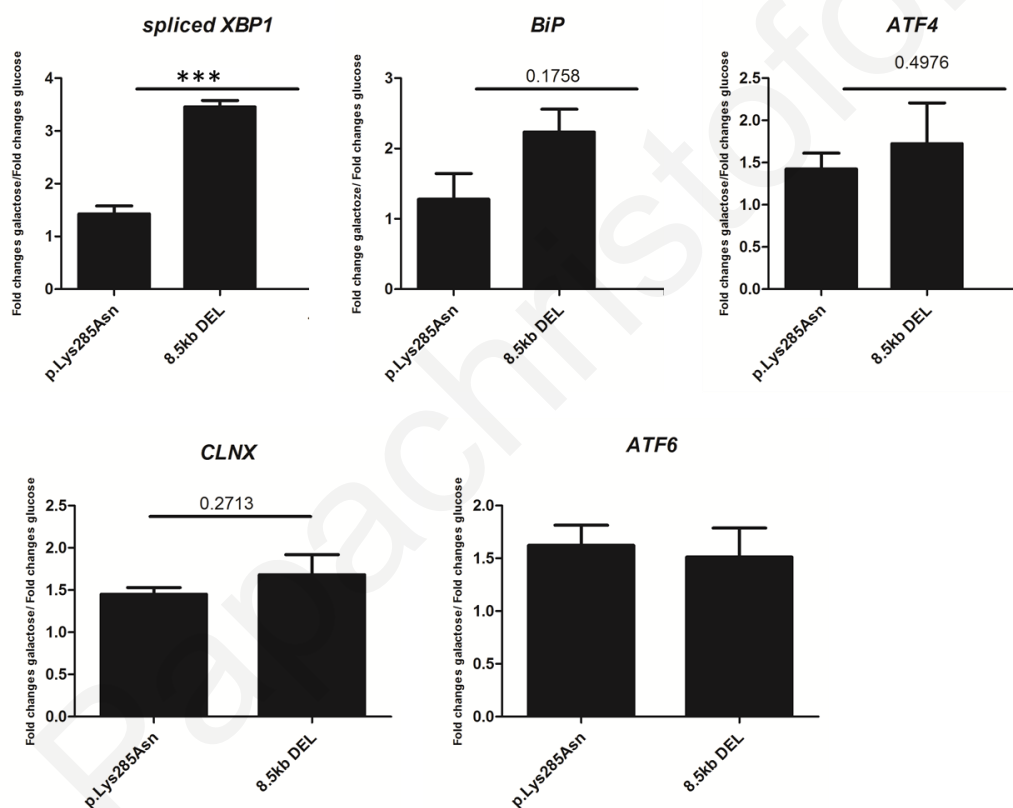 spliced XBP1
***
Fold changes galactose/Fold changes glucose
4
3
2
1
0
p.Lys285Asn
8.5kb DEL
BiP
0.1758
Fold change galactoze/ Fold changes glucose
3
2
1
0
p.Lys285Asn
8.5kb DEL
ATF4
0.4976
Fold changes galactose/Fold changes glucose
2.5
2.0
1.5
1.0
0.5
0.0
p.Lys285Asn
8.5kb DEL
CLNX
0.2713
Fold changes galactose/ Fold changes glucose
2.5
2.0
1.5
1.0
0.5
0.0
p.Lys285Asn
8.5kb DEL
ATF6
Fold changes galactose/ Fold changes glucose
2.0
1.5
1.0
0.5
0.0
p.Lys285Asn
8.5kb DEL
Papachristofo